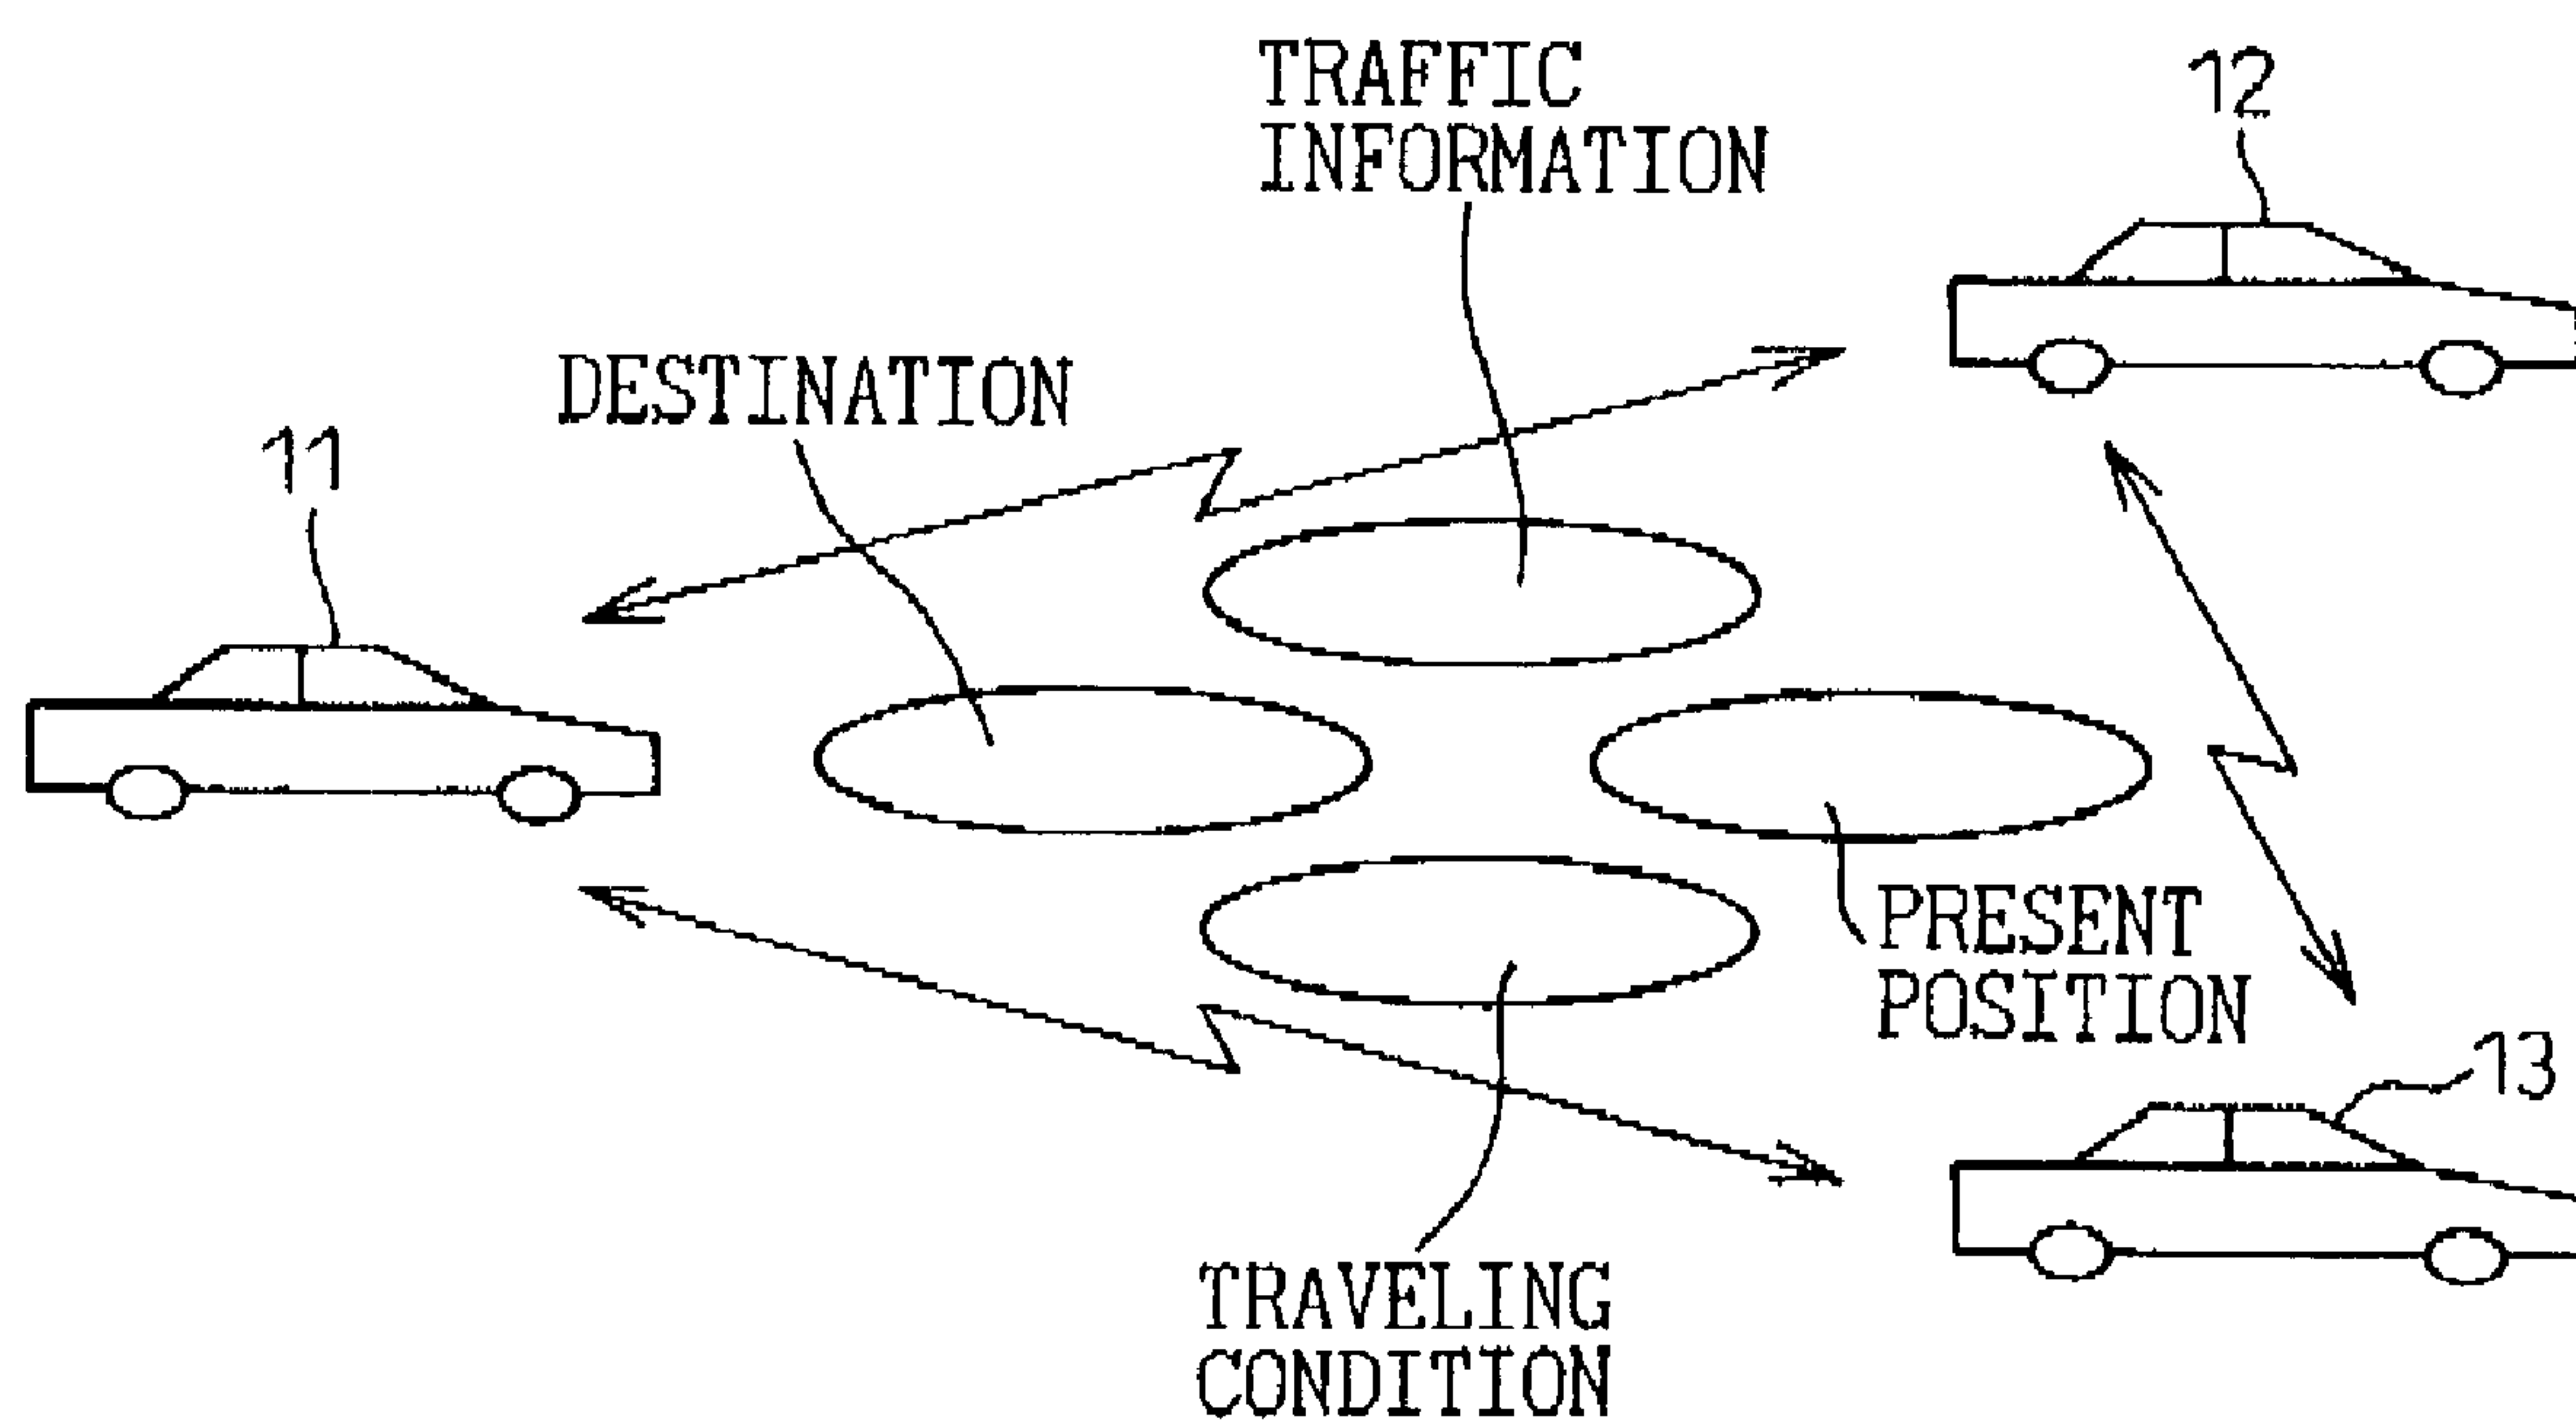 TRAFFIC
INFORMATION
12
DESTINATION
11
PRESENT
POSITION
13
TRAVELING
CONDITION